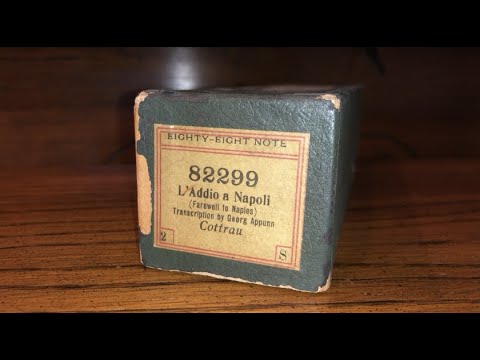 EIGHTY-EIGHT NOTE
82299
L'Addio a Napoli
(Farewell to Naples)
Transcription by Georg Appunn
Cottrau
2 S